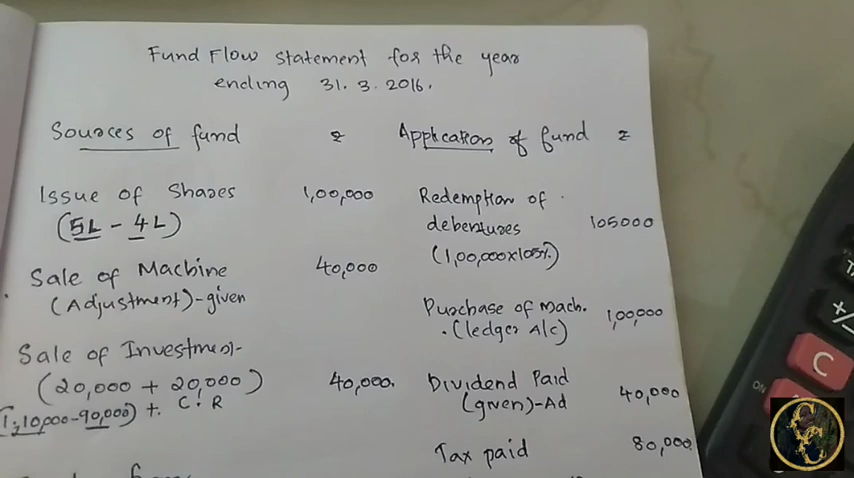 Fund Flow statement for the year
ending 31.3.2016.
Sources of fund ₹ Application of fund ₹
Issue of Shares 1,00,000
(5L - 4L)
Redemption of
debentures 105000
(1,00,000x105%)
Sale of Machine 40,000
(Adjustment)-given
Purchase of Mach. 1,00,000
(ledger A/c)
Sale of Investment-
(20,000 + 20,000) 40,000.
(1,10,000-90,000) + C.R
Dividend Paid
(given)-Ad 40,000
Tax paid 80,000
C
ON
+/-